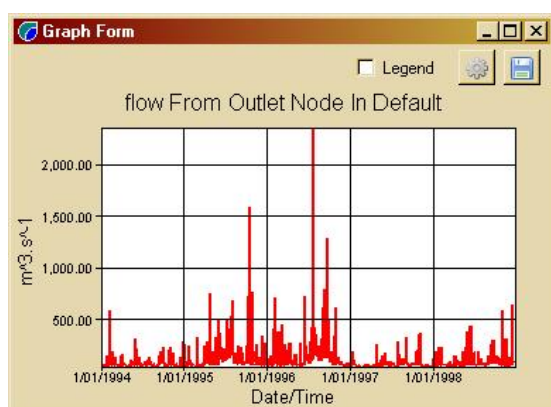 Graph Form
Legend
flow From Outlet Node In Default
2,000.00
1,500.00
1,000.00
500.00
m^3.s^-1
1/01/1994 1/01/1995 1/01/1996 1/01/1997 1/01/1998
Date/Time